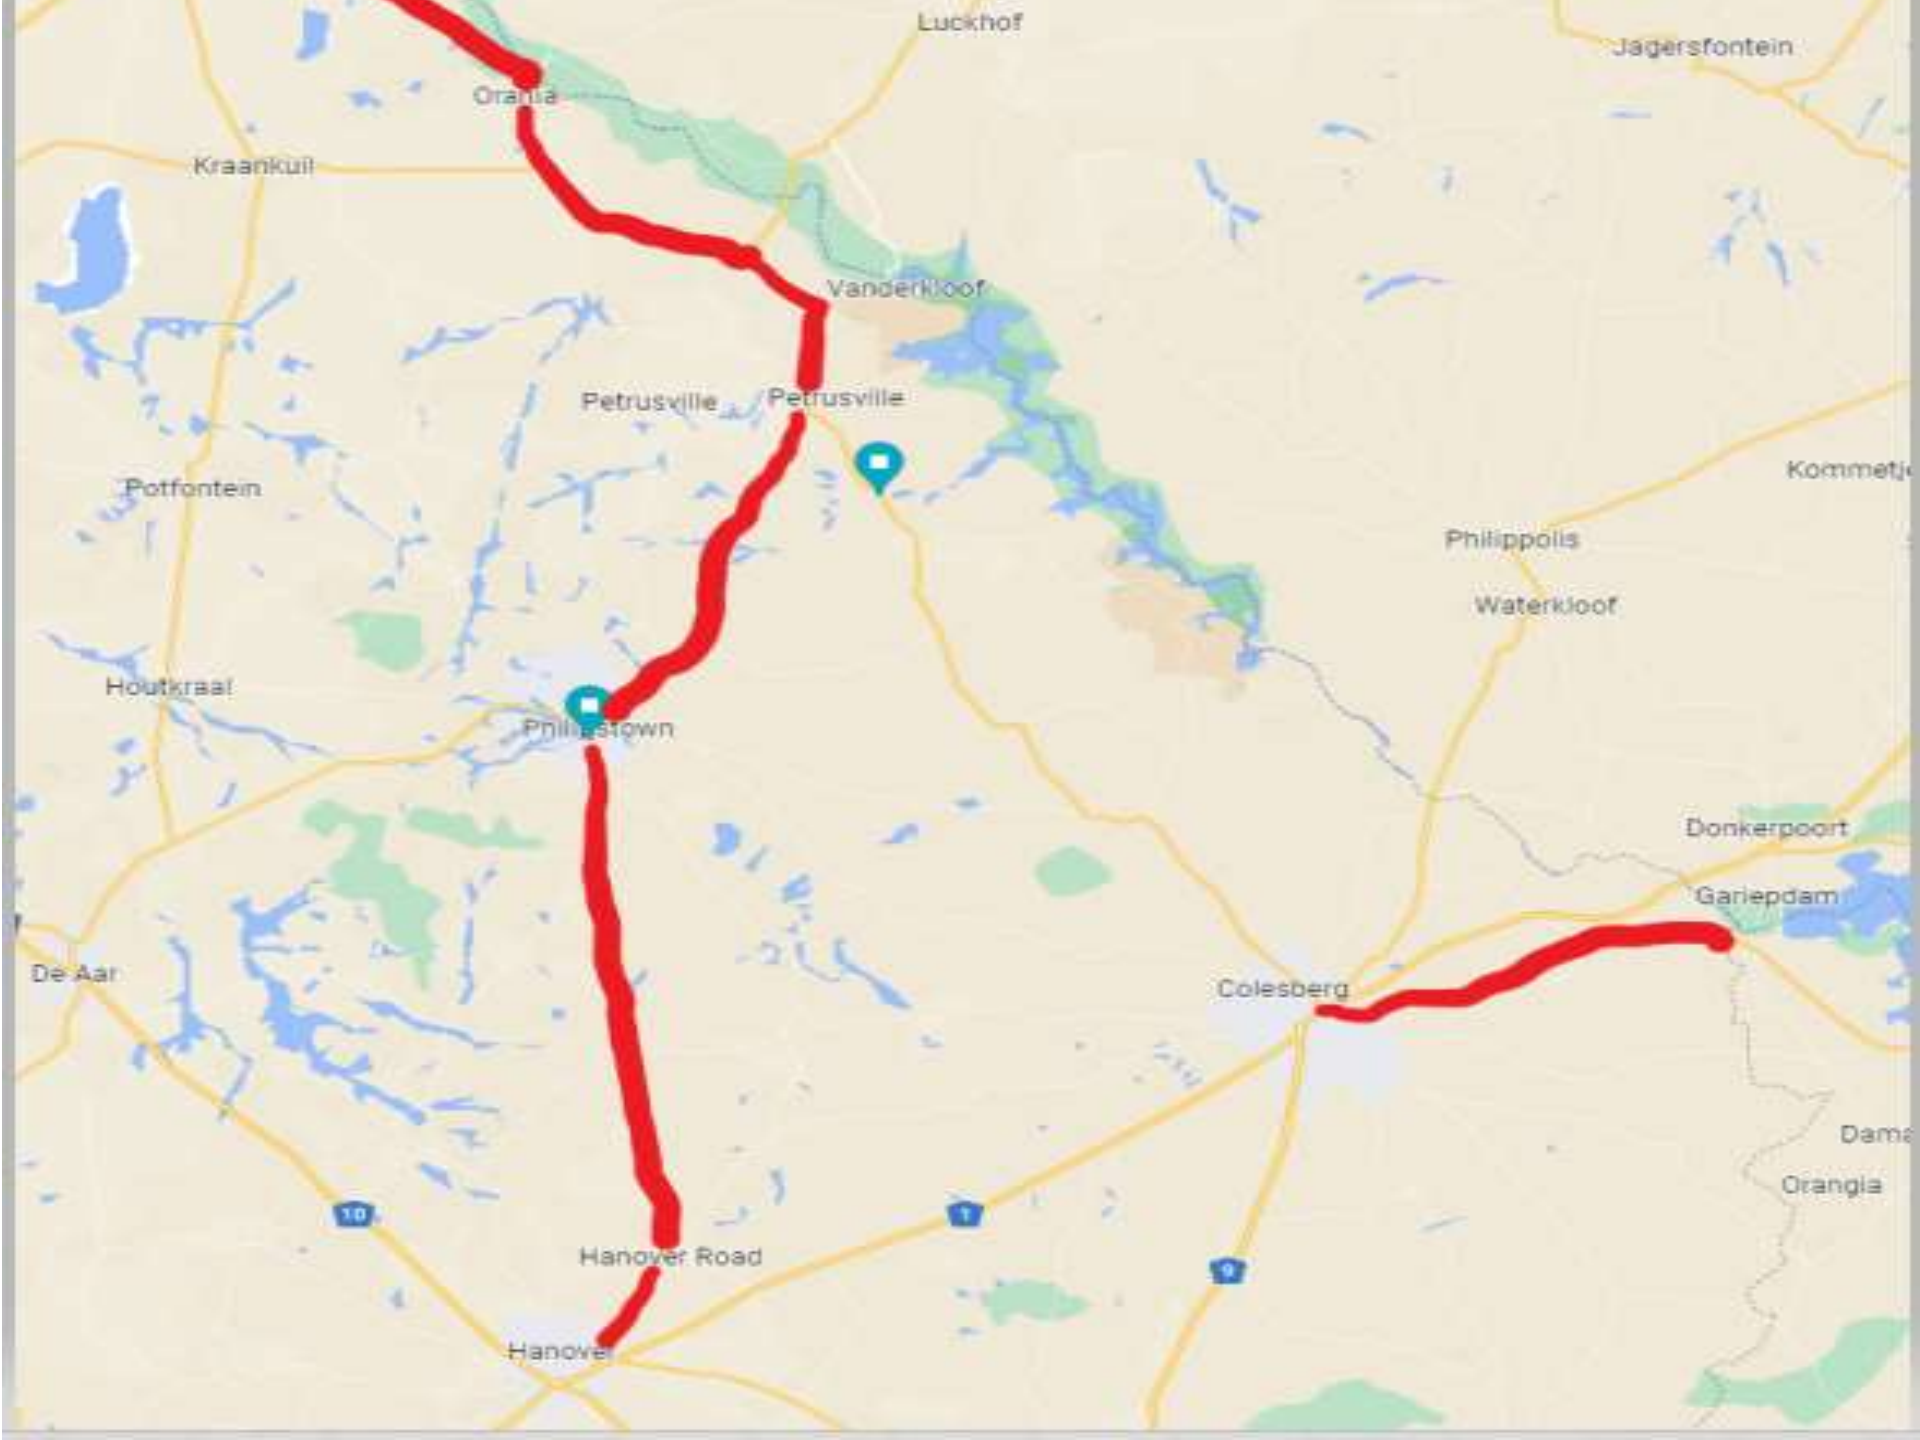 Luckhof
Jagersfontein
Orania
Kraankuil
Vanderkloof
Petrusville
Petrusville
Kommetj
Potfontein
Philippolis
Waterkloof
Houtkraal
Philipstown
Donkerpoort
Gariepdam
De Aar
Colesberg
Dama
Orangia
10
1
Hanover Road
9
Hanover